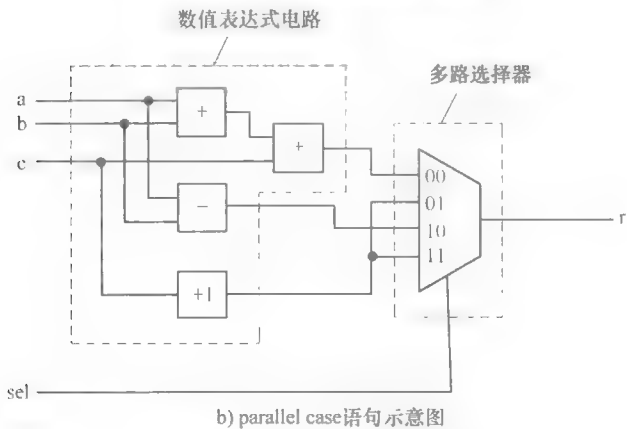 数值表达式电路
多路选择器
a
b
c
+
+
−
+1
00
01
10
11
r
sel
b) parallel case语句示意图